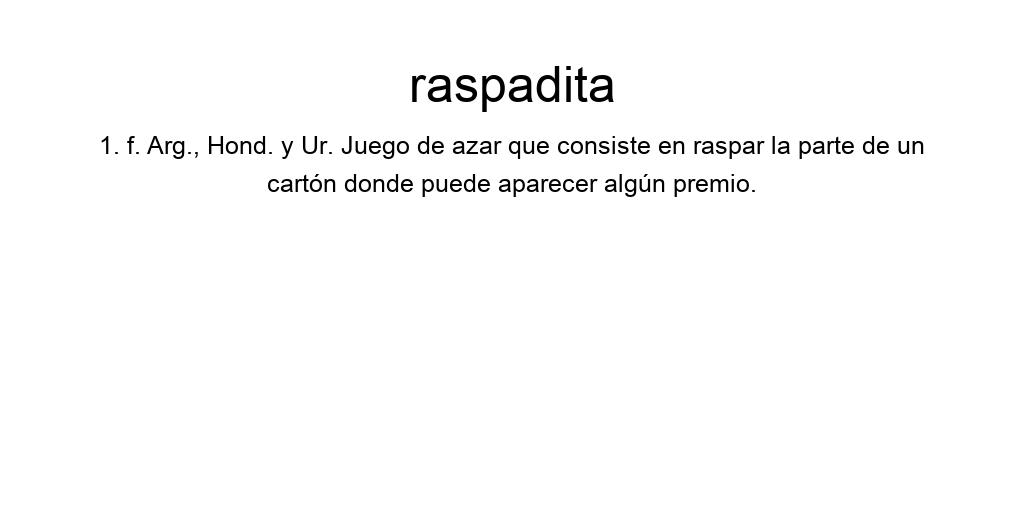 raspadita
1. f. Arg., Hond. y Ur. Juego de azar que consiste en raspar la parte de un
cartón donde puede aparecer algún premio.